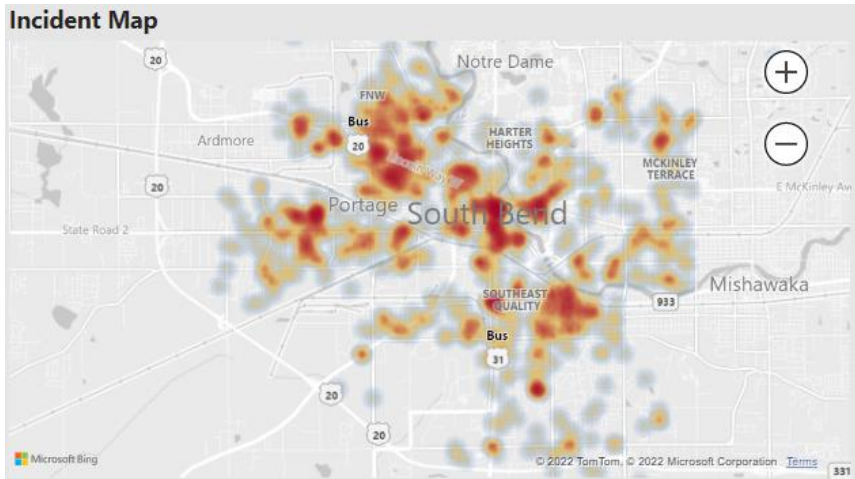 Incident Map
20
Notre Dame
FNW
Bus
20
Ardmore
HARTER
HEIGHTS
MCKINLEY
TERRACE
20
E McKinley Ave
Portage
South Bend
State Road 2
Mishawaka
SOUTHEAST
QUALITY
933
Bus
31
20
20
Microsoft Bing
© 2022 TomTom, © 2022 Microsoft Corporation Terms
331